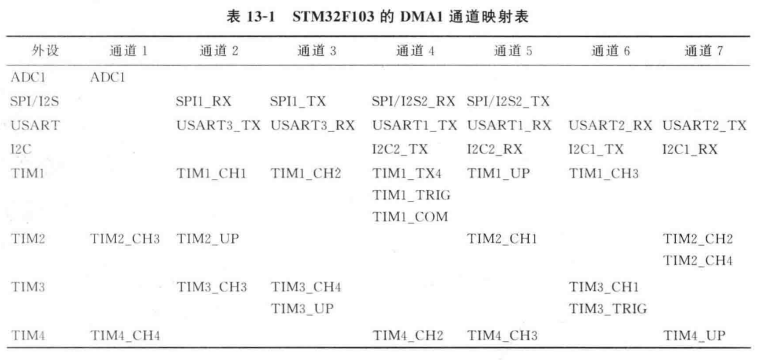 表 13-1 STM32F103 的 DMA1 通道映射表
外设 通道 1 通道 2 通道 3 通道 4 通道 5 通道 6 通道 7
ADC1 ADC1
SPI/I2S SPI1_RX SPI1_TX SPI/I2S2_RX SPI/I2S2_TX
USART USART3_TX USART3_RX USART1_TX USART1_RX USART2_RX USART2_TX
I2C I2C2_TX I2C2_RX I2C1_TX I2C1_RX
TIM1 TIM1_CH1 TIM1_CH2 TIM1_TX4 TIM1_UP TIM1_CH3
TIM1_TRIG
TIM1_COM
TIM2 TIM2_CH3 TIM2_UP TIM2_CH1 TIM2_CH2
TIM2_CH4
TIM3 TIM3_CH3 TIM3_CH4 TIM3_CH1
TIM3_UP TIM3_TRIG
TIM4 TIM4_CH4 TIM4_CH2 TIM4_CH3 TIM4_UP